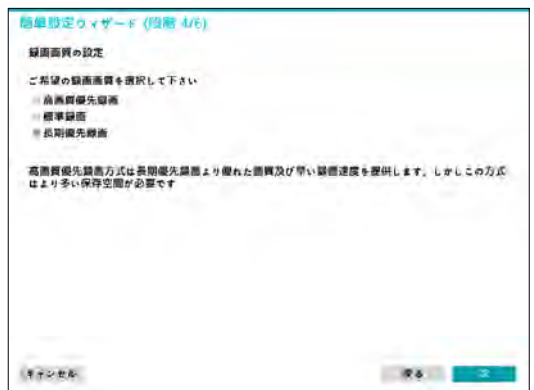 簡単設定ウィザード (段階 4/6)
録画画質の設定
ご希望の録画画質を選択して下さい
高画質優先録画
標準録画
長期優先録画
高画質優先録画方式は長期優先録画より優れた画質及び早い録画速度を提供します。しかしこの方式
はより多い保存空間が必要です
キャンセル
戻る
次